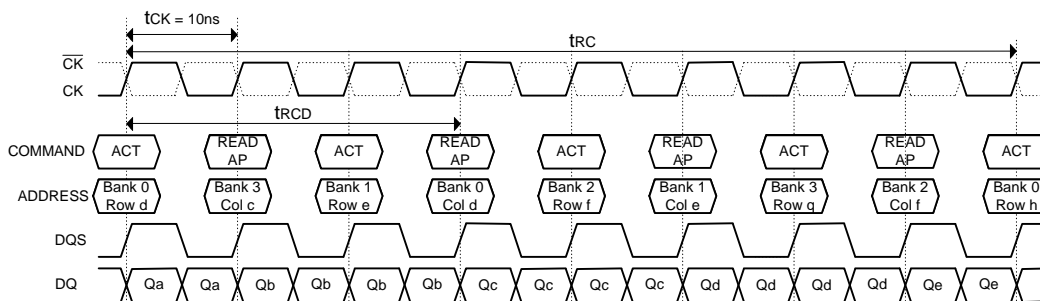 tCK = 10ns
tRC
CK
CK
tRCD
COMMAND ACT READ AP ACT READ AP ACT READ AP ACT READ AP ACT
ADDRESS Bank 0 Row d Bank 3 Col c Bank 1 Row e Bank 0 Col d Bank 2 Row f Bank 1 Col e Bank 3 Row q Bank 2 Col f Bank 0 Row h
DQS
DQ Qa Qa Qb Qb Qb Qb Qc Qc Qc Qc Qd Qd Qd Qd Qe Qe